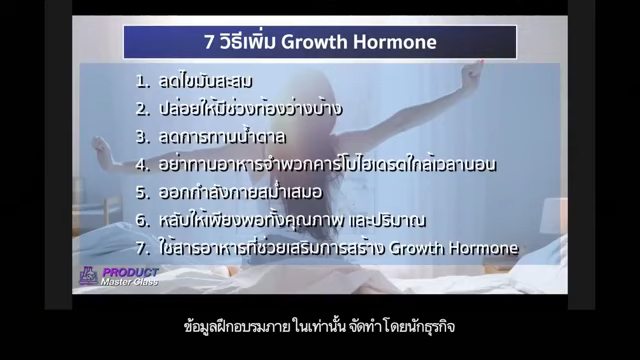 7 วิธีเพิ่ม Growth Hormone
1. ลดไขมันสะสม
2. ปล่อยให้มีช่วงท้องว่างบ้าง
3. ลดการทานน้ำตาล
4. อย่าทานอาหารจำพวกคาร์โบไฮเดรตใกล้เวลานอน
5. ออกกำลังกายสม่ำเสมอ
6. หลับให้เพียงพอทั้งคุณภาพ และปริมาณ
7. ใช้สารอาหารที่ช่วยเสริมการสร้าง Growth Hormone
PRODUCT
Master Class
ข้อมูลฝึกอบรมภาย ในเท่านั้น จัดทำโดยนักธุรกิจ